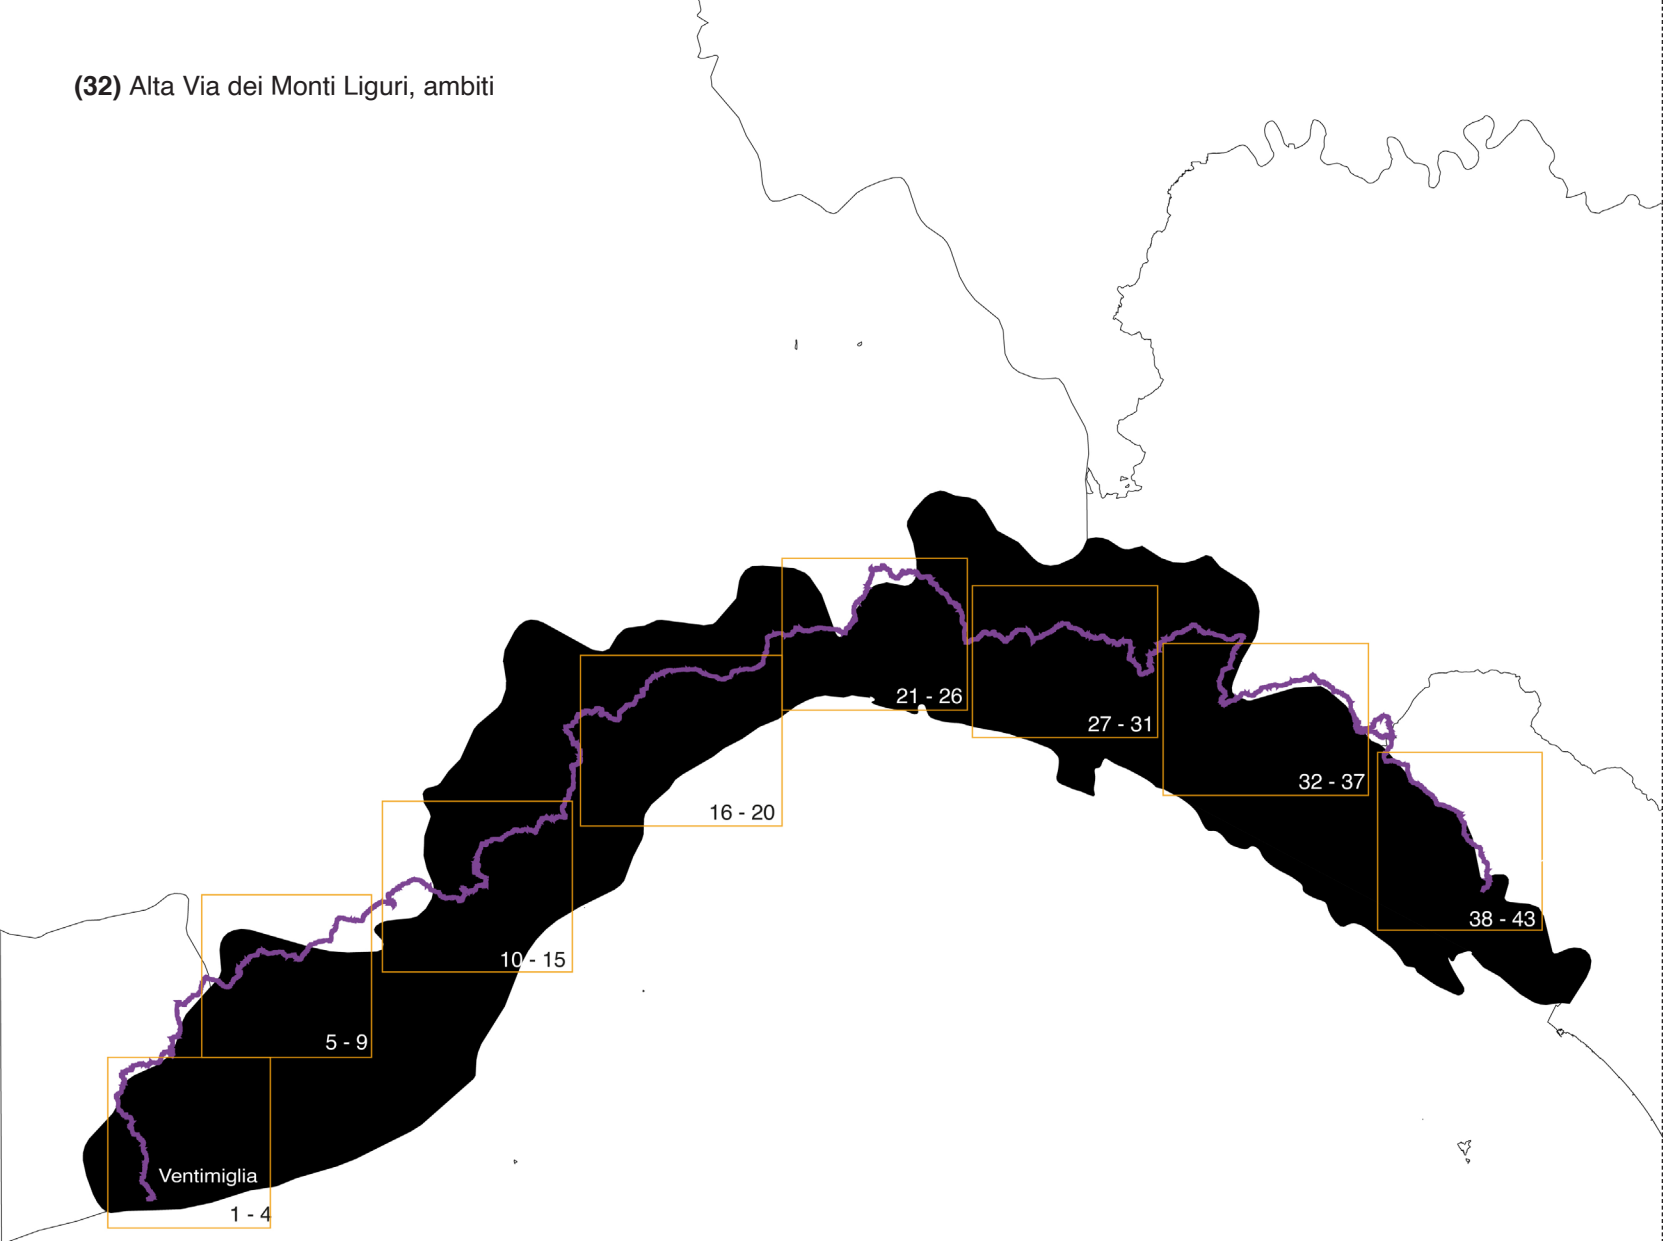 (32) Alta Via dei Monti Liguri, ambiti
21 - 26
27 - 31
32 - 37
16 - 20
38 - 43
10 - 15
5 - 9
Ventimiglia
1 - 4